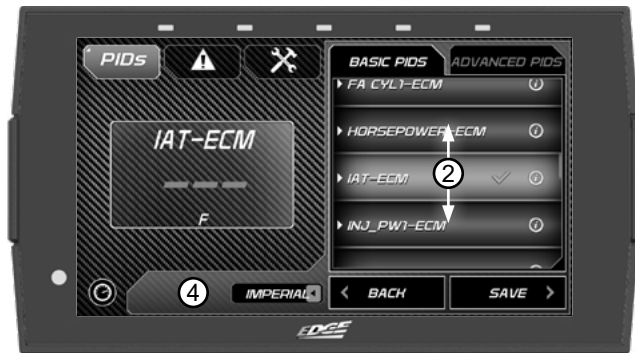 PIDs
BASIC PIDS
ADVANCED PIDS
FA CYL1-ECM
HORSEPOWER-ECM
IAT-ECM
2
IAT-ECM
INJ_PW1-ECM
F
4
IMPERIAL
BACK
SAVE
EDGE